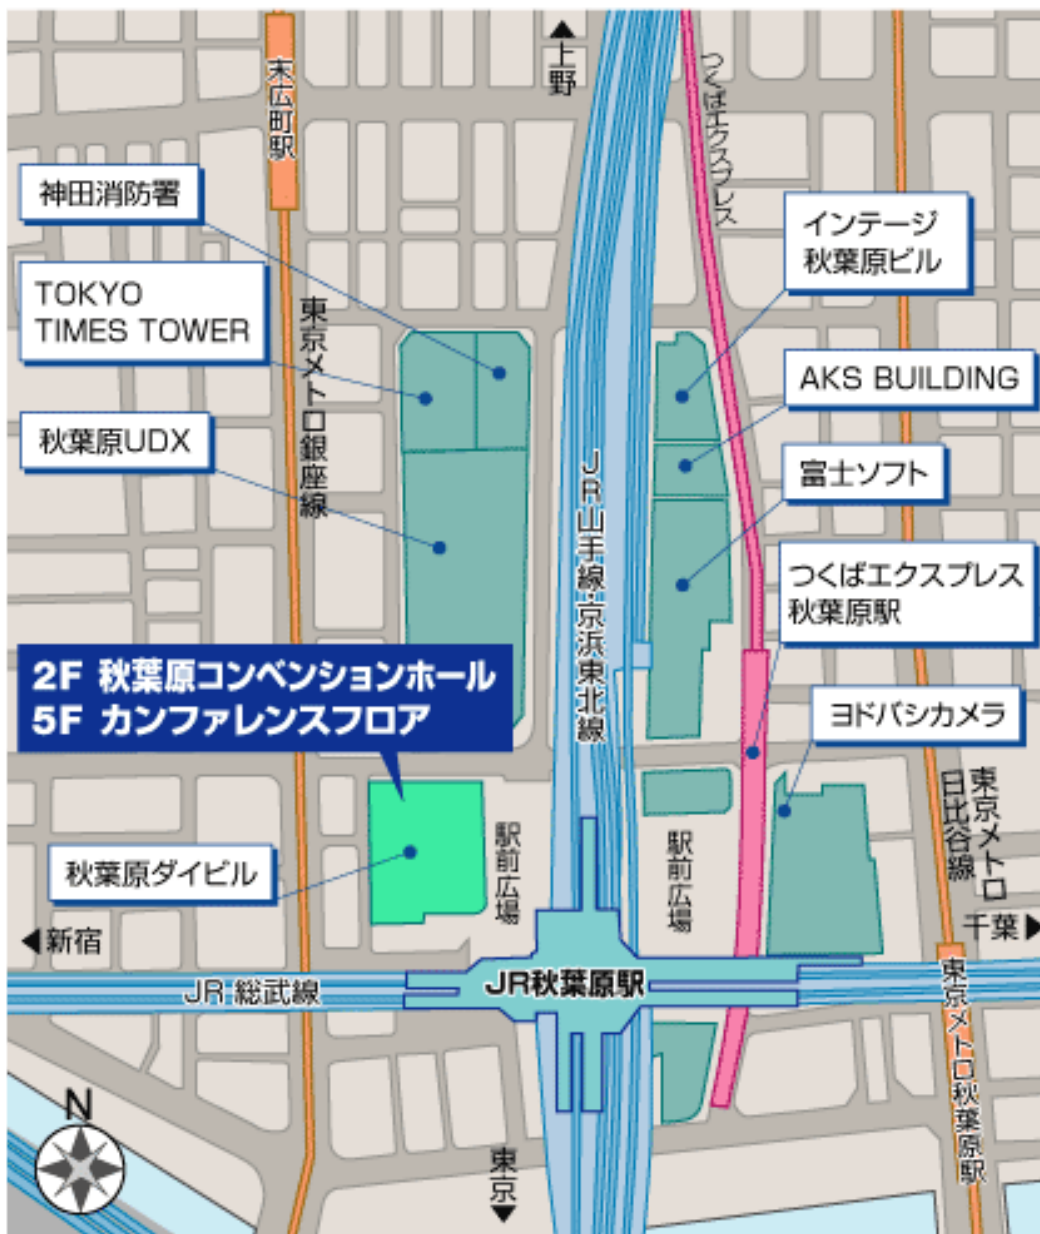 ▲上野
末広町駅
つくばエクスプレス
神田消防署
インテージ
秋葉原ビル
TOKYO
TIMES TOWER
東京メトロ銀座線
AKS BUILDING
秋葉原UDX
JR山手線・京浜東北線
富士ソフト
つくばエクスプレス
秋葉原駅
2F 秋葉原コンベンションホール
5F カンファレンスフロア
ヨドバシカメラ
東京メトロ
日比谷線
駅前広場
駅前広場
秋葉原ダイビル
◀新宿
千葉▶
JR 総武線
JR秋葉原駅
東京メトロ秋葉原駅
N
東京▼